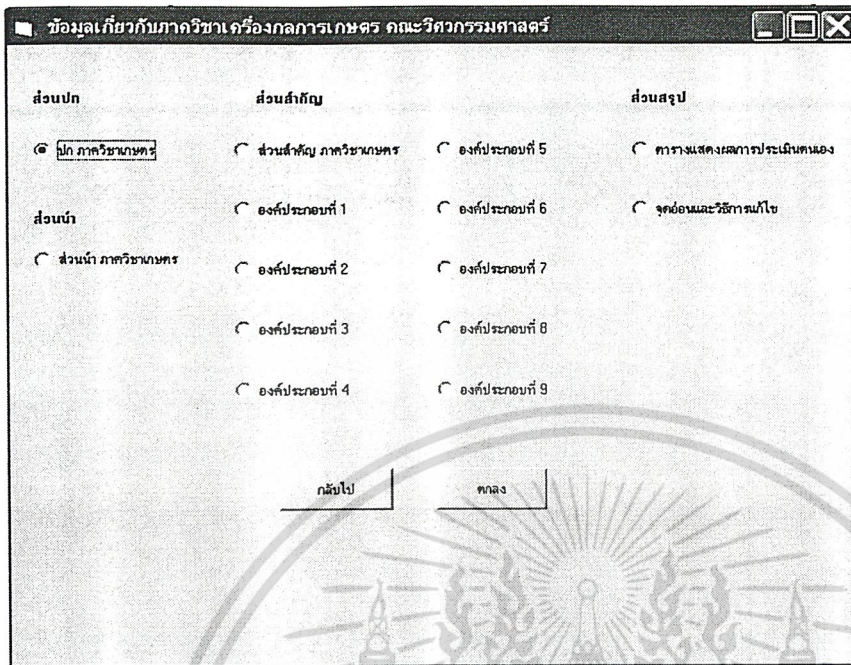 ข้อมูลเกี่ยวกับภาควิชาเครื่องกลการเกษตร คณะวิศวกรรมศาสตร์
ส่วนปก
ส่วนสำคัญ
ส่วนสรุป
ปก ภาควิชาเกษตร
ส่วนสำคัญ ภาควิชาเกษตร
องค์ประกอบที่ 5
ตารางแสดงผลการประเมินตนเอง
ส่วนนำ
องค์ประกอบที่ 1
องค์ประกอบที่ 6
จุดอ่อนและวิธีการแก้ไข
ส่วนนำ ภาควิชาเกษตร
องค์ประกอบที่ 2
องค์ประกอบที่ 7
องค์ประกอบที่ 3
องค์ประกอบที่ 8
องค์ประกอบที่ 4
องค์ประกอบที่ 9
กลับไป
ตกลง